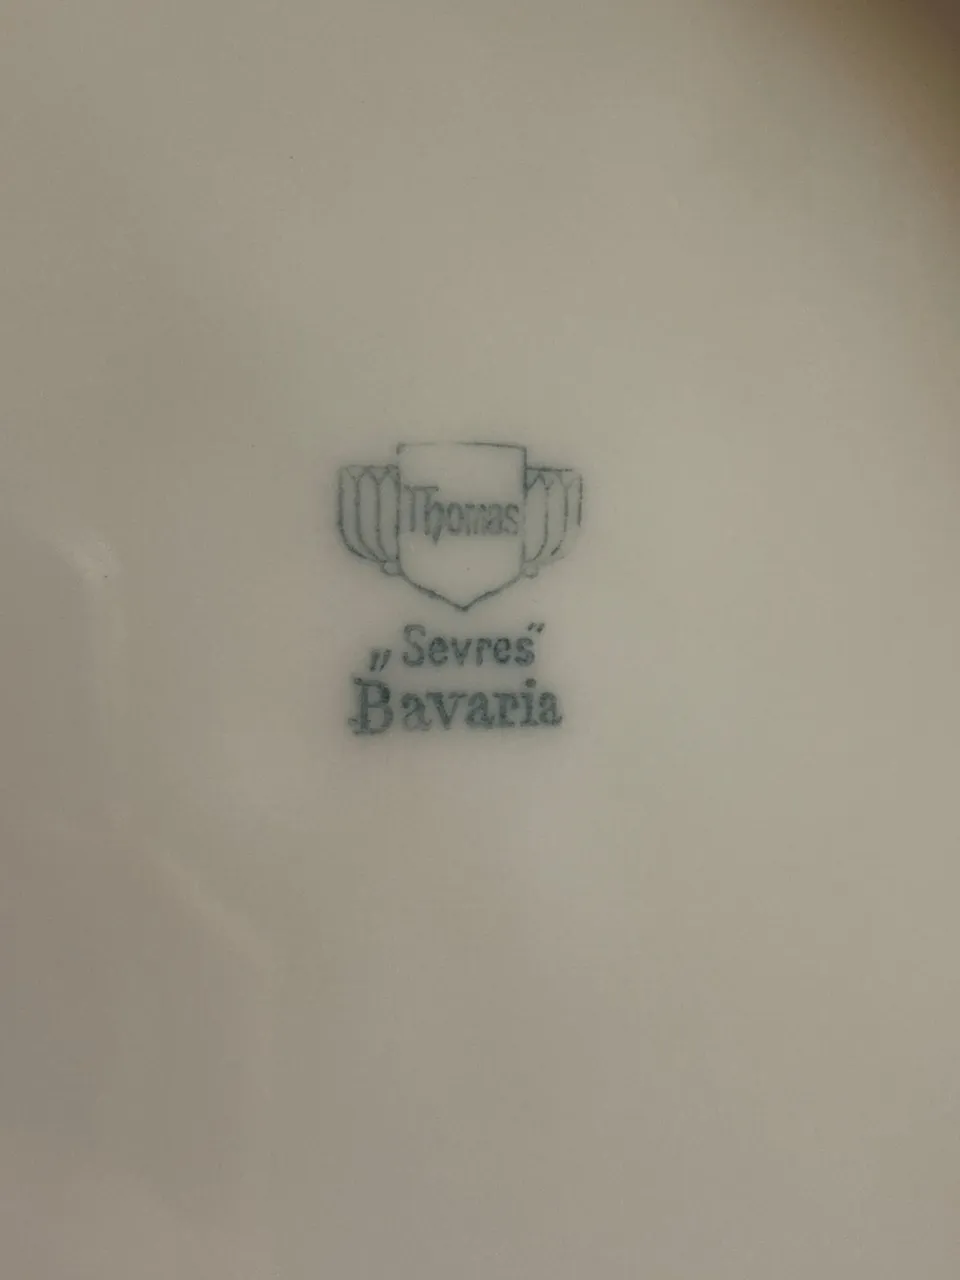 Thomas
„Sevres"
Bavaria